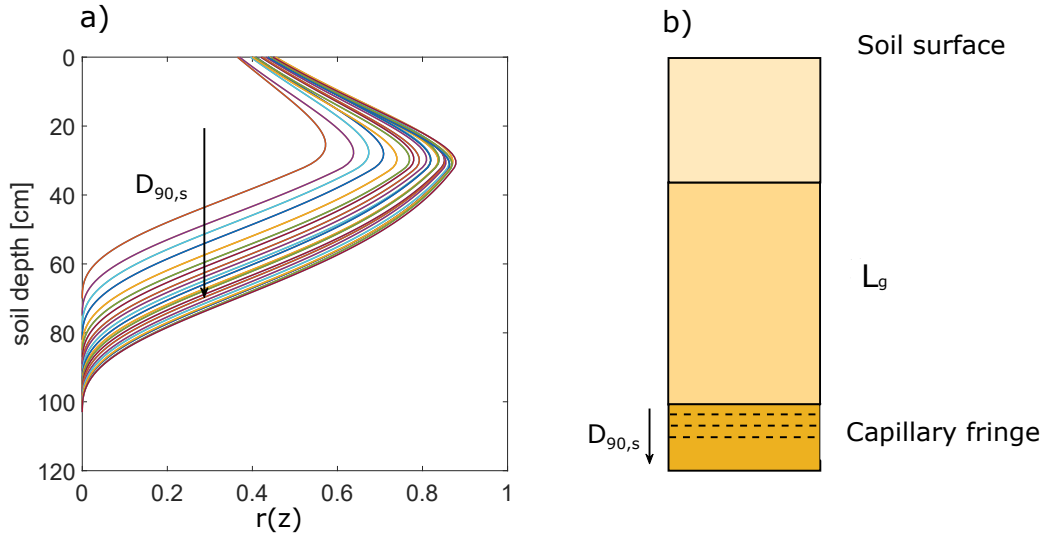 a)
0
20
40
60
80
100
120
soil depth [cm]
D90,s
0
0.2
0.4
0.6
0.8
1
r(z)
b)
Soil surface
Lg
Capillary fringe
D90,s